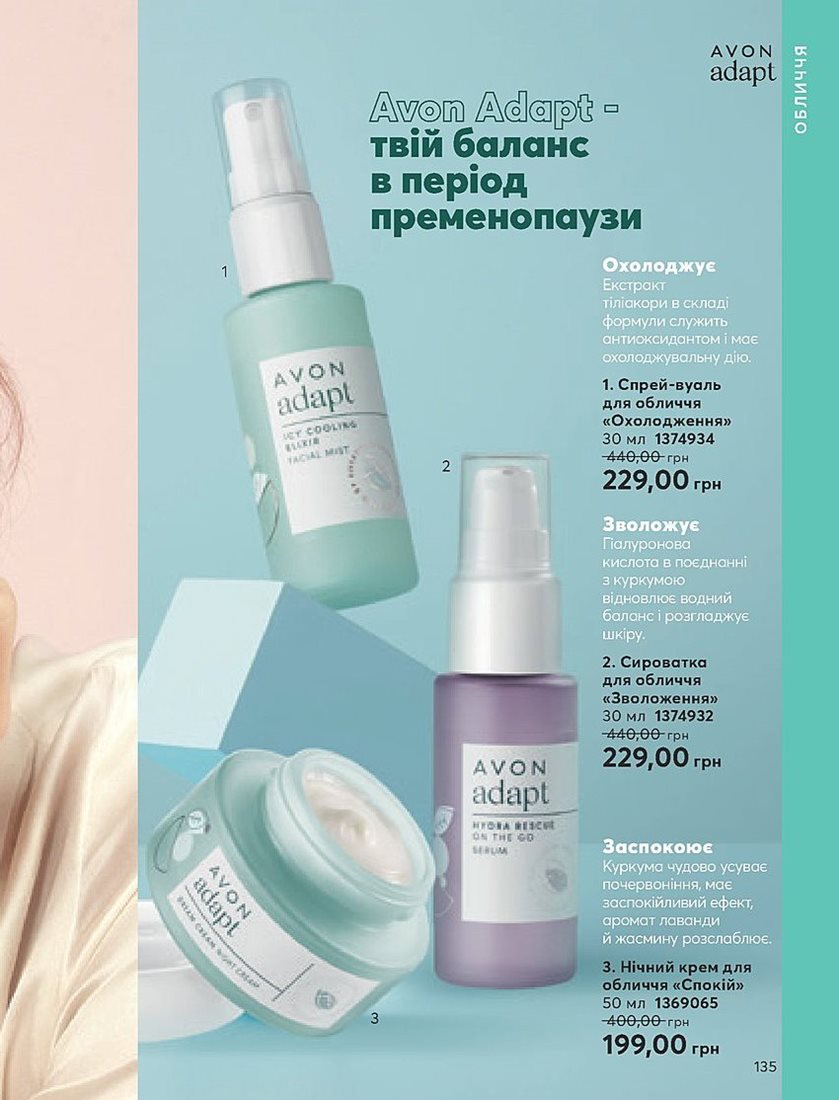 AVON
adapt
ОБЛИЧЧЯ
Avon Adapt -
твій баланс
в період
пременопаузи
1
Охолоджує
Екстракт
тіліакори в складі
формули служить
антиоксидантом і має
охолоджувальну дію.
1. Спрей-вуаль
для обличчя
«Охолодження»
30 мл 1374934
440,00 грн
229,00 грн
AVON
adapt
ICY COOLING
ELIXIR
FACIAL MIST
2
Зволожує
Гіалуронова
кислота в поєднанні
з куркумою
відновлює водний
баланс і розгладжує
шкіру.
2. Сироватка
для обличчя
«Зволоження»
30 мл 1374932
440,00 грн
229,00 грн
AVON
adapt
HYDRA RESCUE
ON THE GO
SERUM
Заспокоює
Куркума чудово усуває
почервоніння, має
заспокійливий ефект,
аромат лаванди
й жасмину розслаблює.
3. Нічний крем для
обличчя «Спокій»
50 мл 1369065
400,00 грн
199,00 грн
AVON
adapt
DREAM CREAM NIGHT CREAM
3
135